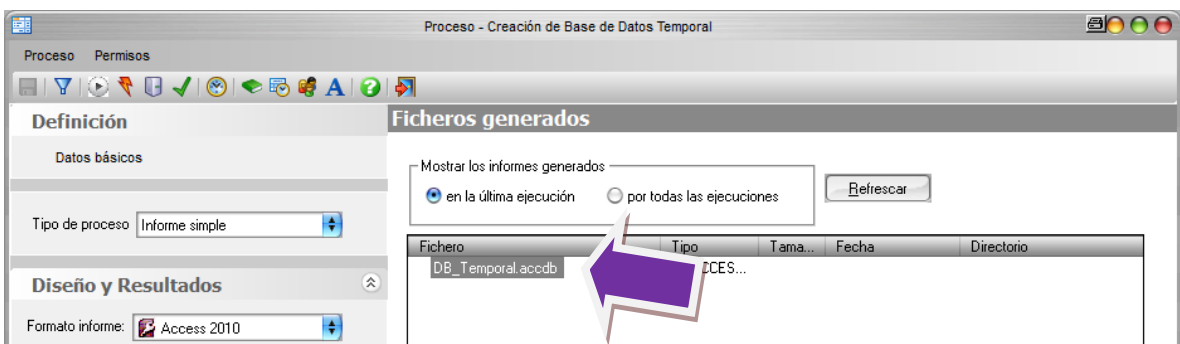 Proceso - Creación de Base de Datos Temporal
Proceso Permisos
A
Definición
Datos básicos
Tipo de proceso Informe simple
Diseño y Resultados
Formato informe: Access 2010
Ficheros generados
Mostrar los informes generados
en la última ejecución por todas las ejecuciones Refrescar
Fichero Tipo Tama... Fecha Directorio
DB_Temporal.accdb CCES...